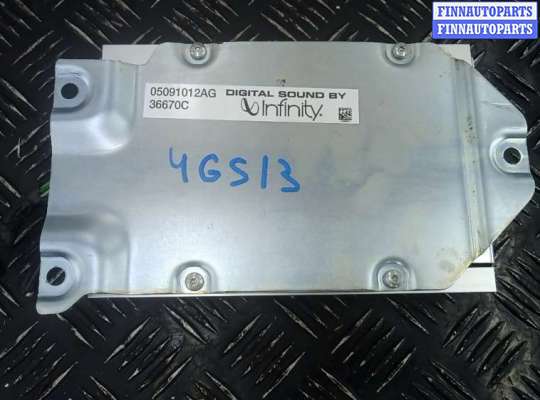 FINNAUTOPARTS
FINNAUTOPARTS
05091012AG DIGITAL SOUND BY
36670C Infinity.
4GS13